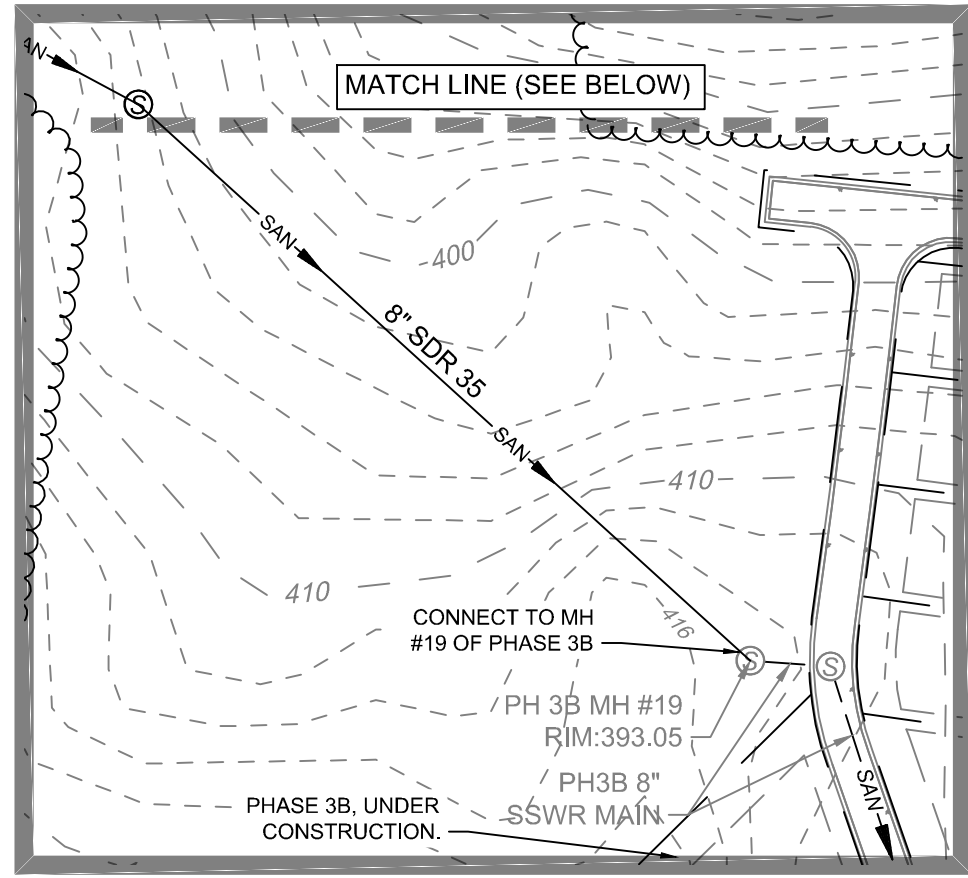 MATCH LINE (SEE BELOW)
S
SAN
400
8" SDR 35
SAN
410
410
416
CONNECT TO MH
#19 OF PHASE 3B
S
S
PH 3B MH #19
RIM:393.05
PH3B 8"
SSWR MAIN
SAN
PHASE 3B, UNDER
CONSTRUCTION.